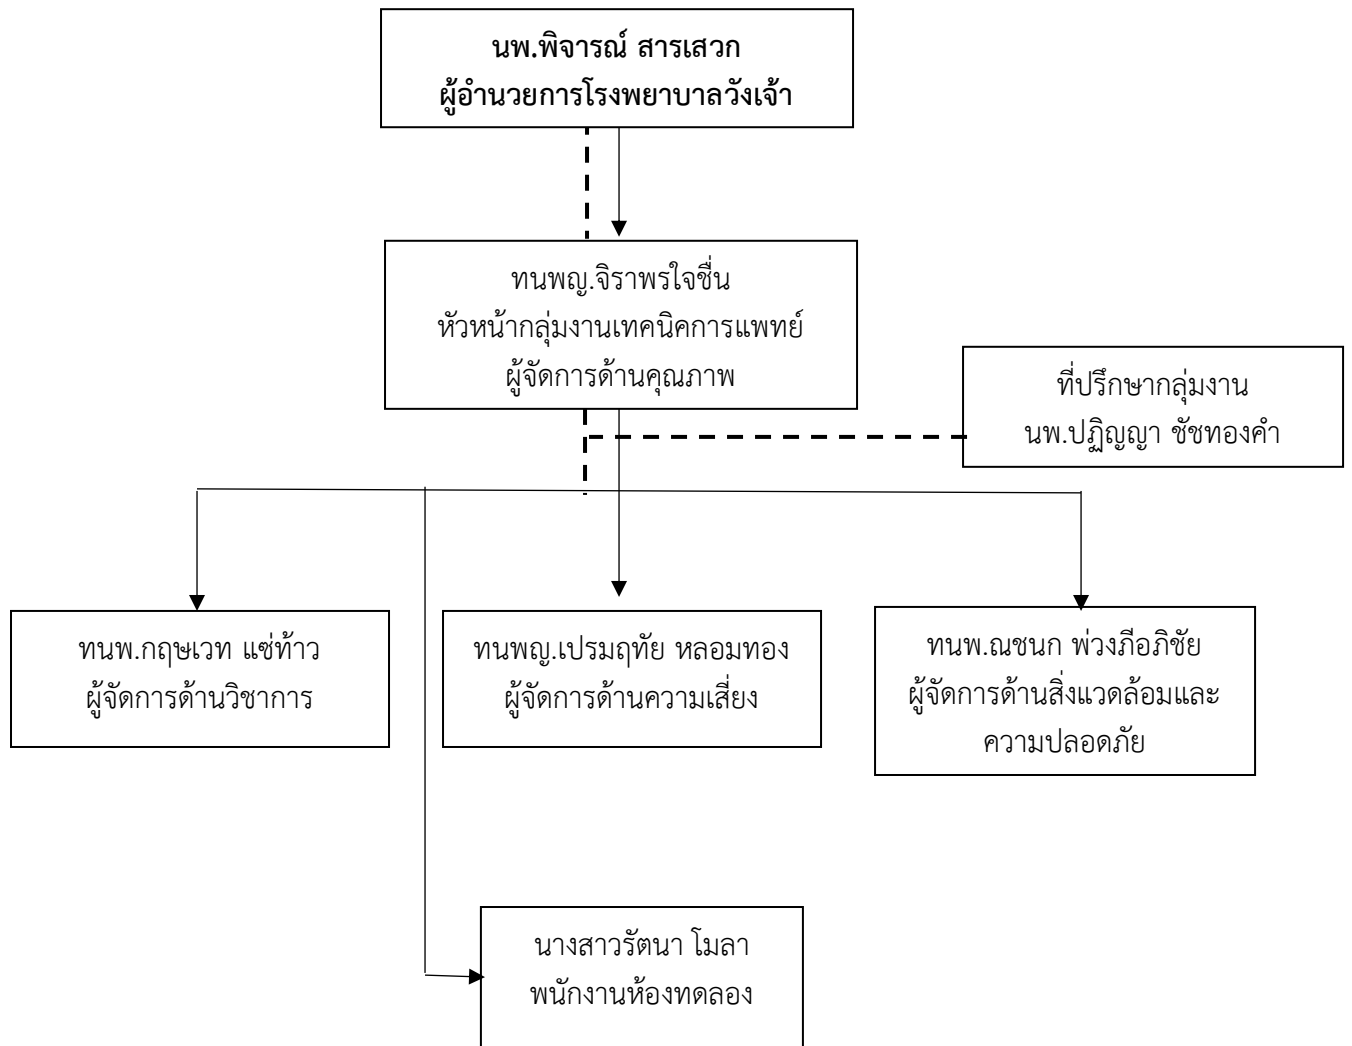 นพ.พิจารณ์ สารเสวก
ผู้อำนวยการโรงพยาบาลวังเจ้า
ทนพญ.จิราพรใจชื่น
หัวหน้ากลุ่มงานเทคนิคการแพทย์
ผู้จัดการด้านคุณภาพ
ที่ปรึกษากลุ่มงาน
นพ.ปฏิญญา ชัชทองคำ
ทนพ.กฤษเวท แซ่ท้าว
ผู้จัดการด้านวิชาการ
ทนพญ.เปรมฤทัย หลอมทอง
ผู้จัดการด้านความเสี่ยง
ทนพ.ณชนก พ่วงภีอภิชัย
ผู้จัดการด้านสิ่งแวดล้อมและ
ความปลอดภัย
นางสาวรัตนา โมลา
พนักงานห้องทดลอง